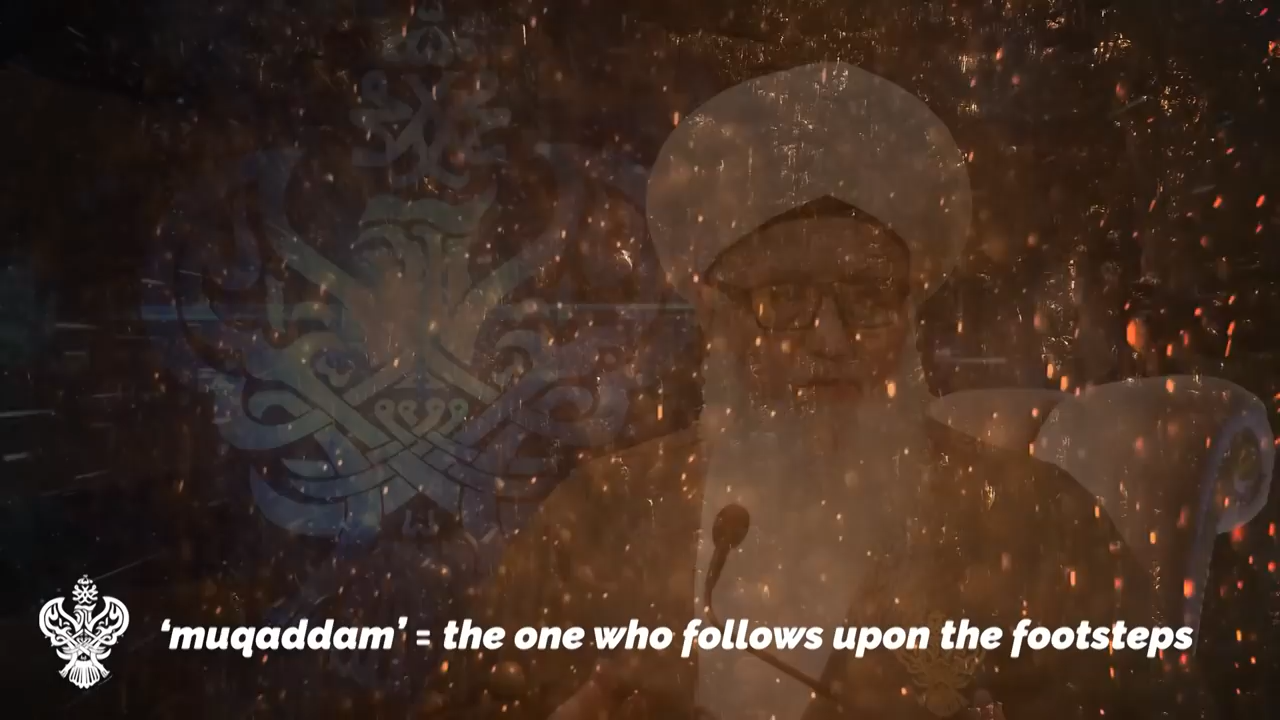 ‘muqaddam’ = the one who follows upon the footsteps